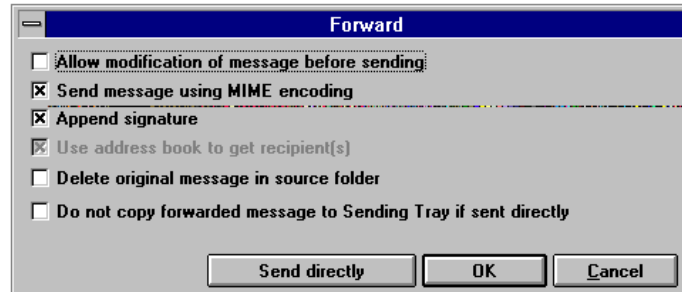 Forward
Allow modification of message before sending
Send message using MIME encoding
Append signature
Use address book to get recipient(s)
Delete original message in source folder
Do not copy forwarded message to Sending Tray if sent directly
Send directly OK Cancel